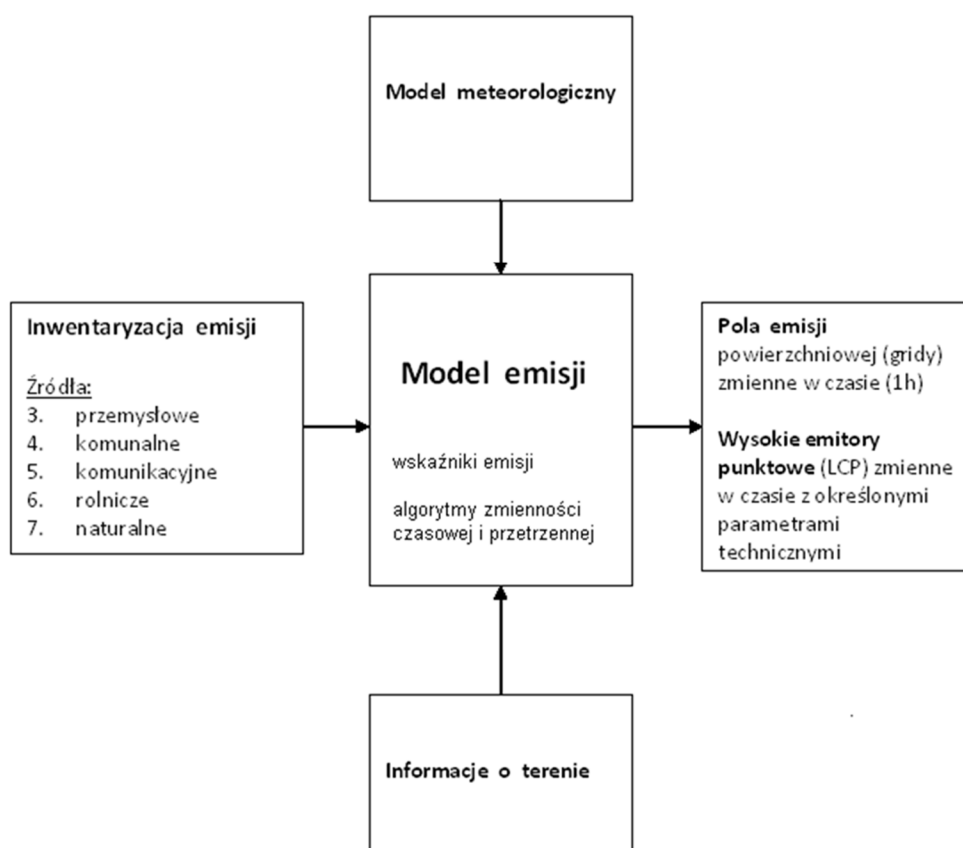 Model meteorologiczny
Inwentaryzacja emisji
Źródła:
3. przemysłowe
4. komunalne
5. komunikacyjne
6. rolnicze
7. naturalne
Model emisji
wskaźniki emisji
algorytmy zmienności
czasowej i przetrzennej
Pola emisji
powierzchniowej (gridy)
zmienne w czasie (1h)
Wysokie emitory
punktowe (LCP) zmienne
w czasie z określonymi
parametrami
technicznymi
Informacje o terenie